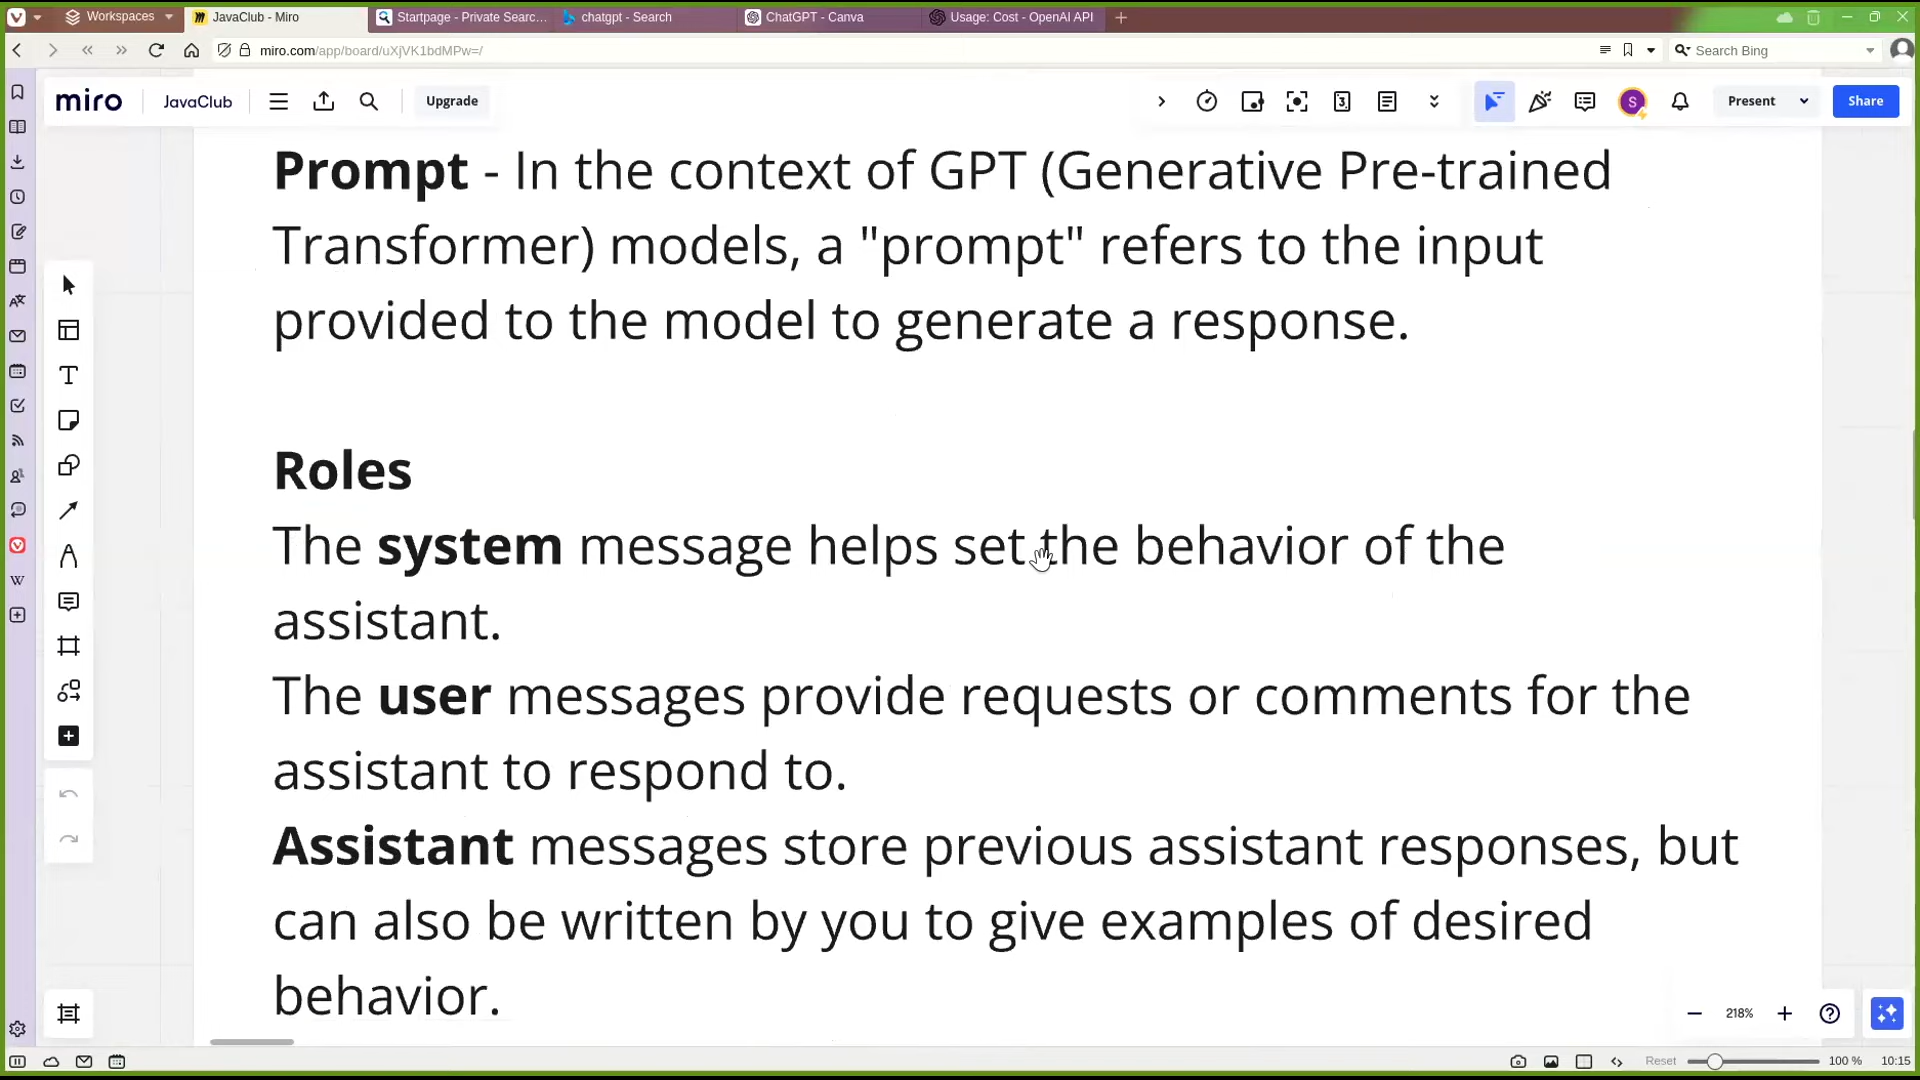 Workspaces
JavaClub - Miro
Startpage - Private Searc...
chatgpt - Search
ChatGPT - Canva
Usage: Cost - OpenAI API
miro.com/app/board/uXjVK1bdMPw=/
Search Bing
miro
JavaClub
Upgrade
3
S
Present
Share
Prompt - In the context of GPT (Generative Pre-trained
Transformer) models, a "prompt" refers to the input
provided to the model to generate a response.
Roles
The system message helps set the behavior of the
assistant.
The user messages provide requests or comments for the
assistant to respond to.
Assistant messages store previous assistant responses, but
can also be written by you to give examples of desired
behavior.
218%
Reset
100 %
10:15